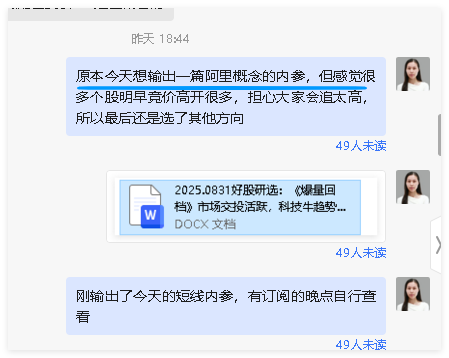 昨天 18:44
原本今天想输出一篇阿里概念的内参，但感觉很
多个股明早竞价高开很多，担心大家会追太高，
所以最后还是选了其他方向
49人未读
2025.0831好股研选：《爆量回
档》市场交投活跃，科技牛趋势...
W
DOCX 文档
49人未读
刚输出了今天的短线内参，有订阅的晚点自行查
看
49人未读